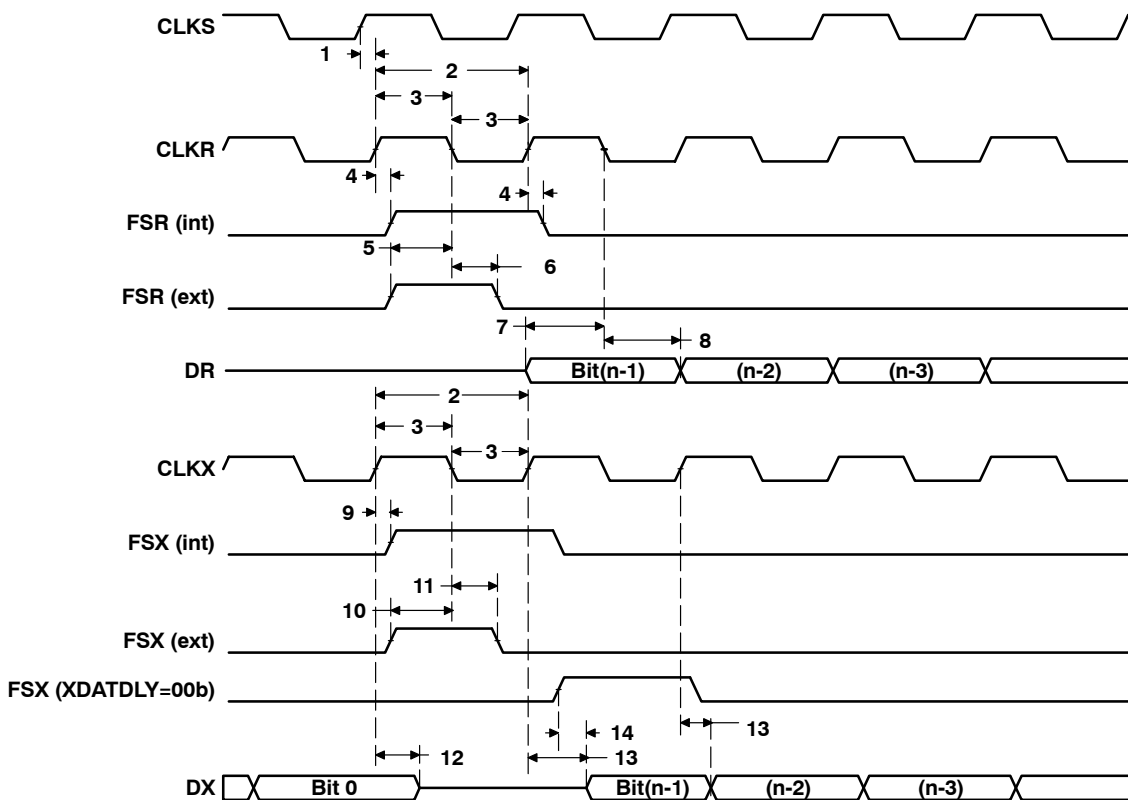 CLKS
1
2
3
3
CLKR
4
4
FSR (int)
5
6
FSR (ext)
7
8
DR Bit(n-1) (n-2) (n-3)
2
3
3
CLKX
9
FSX (int)
11
10
FSX (ext)
FSX (XDATDLY=00b)
14
13
12
13
DX Bit 0 Bit(n-1) (n-2) (n-3)